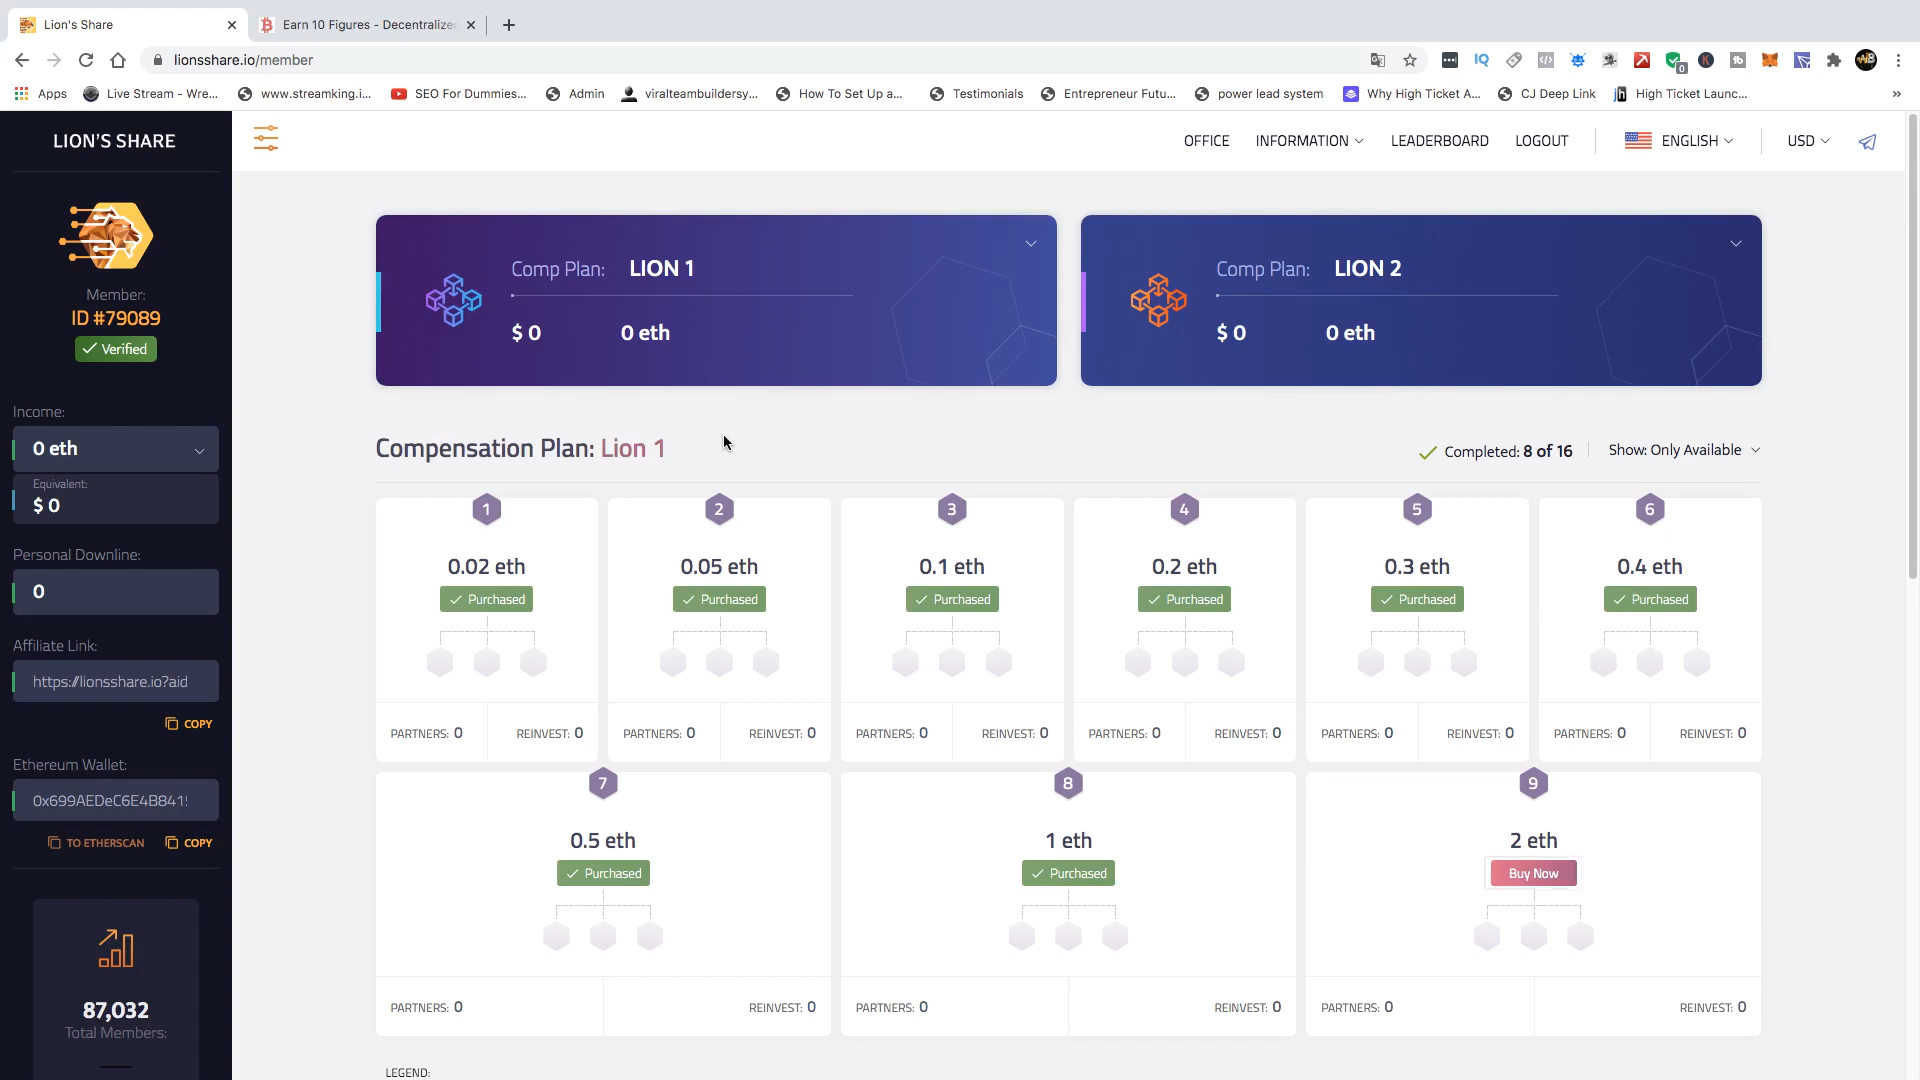 Lion's Share
Earn 10 Figures - Decentralized
lionsshare.io/member
Apps
Live Stream - Wre...
www.streamking.i...
SEO For Dummies...
Admin
viralteambuildersy...
How To Set Up a...
Testimonials
Entrepreneur Futu...
power lead system
Why High Ticket A...
CJ Deep Link
High Ticket Launc...
LION'S SHARE
OFFICE
INFORMATION
LEADERBOARD
LOGOUT
ENGLISH
USD
Member:
ID #79089
Verified
Income:
0 eth
Equivalent:
$ 0
Personal Downline:
0
Affiliate Link:
https://lionsshare.io?aid
COPY
Ethereum Wallet:
0x699AEDeC6E4B841
TO ETHERSCAN
COPY
87,032
Total Members:
Comp Plan: LION 1
$ 0 0 eth
Comp Plan: LION 2
$ 0 0 eth
Compensation Plan: Lion 1
Completed: 8 of 16
Show: Only Available
1
0.02 eth
Purchased
PARTNERS: 0 REINVEST: 0
2
0.05 eth
Purchased
PARTNERS: 0 REINVEST: 0
3
0.1 eth
Purchased
PARTNERS: 0 REINVEST: 0
4
0.2 eth
Purchased
PARTNERS: 0 REINVEST: 0
5
0.3 eth
Purchased
PARTNERS: 0 REINVEST: 0
6
0.4 eth
Purchased
PARTNERS: 0 REINVEST: 0
7
0.5 eth
Purchased
PARTNERS: 0 REINVEST: 0
8
1 eth
Purchased
PARTNERS: 0 REINVEST: 0
9
2 eth
Buy Now
PARTNERS: 0 REINVEST: 0
LEGEND: